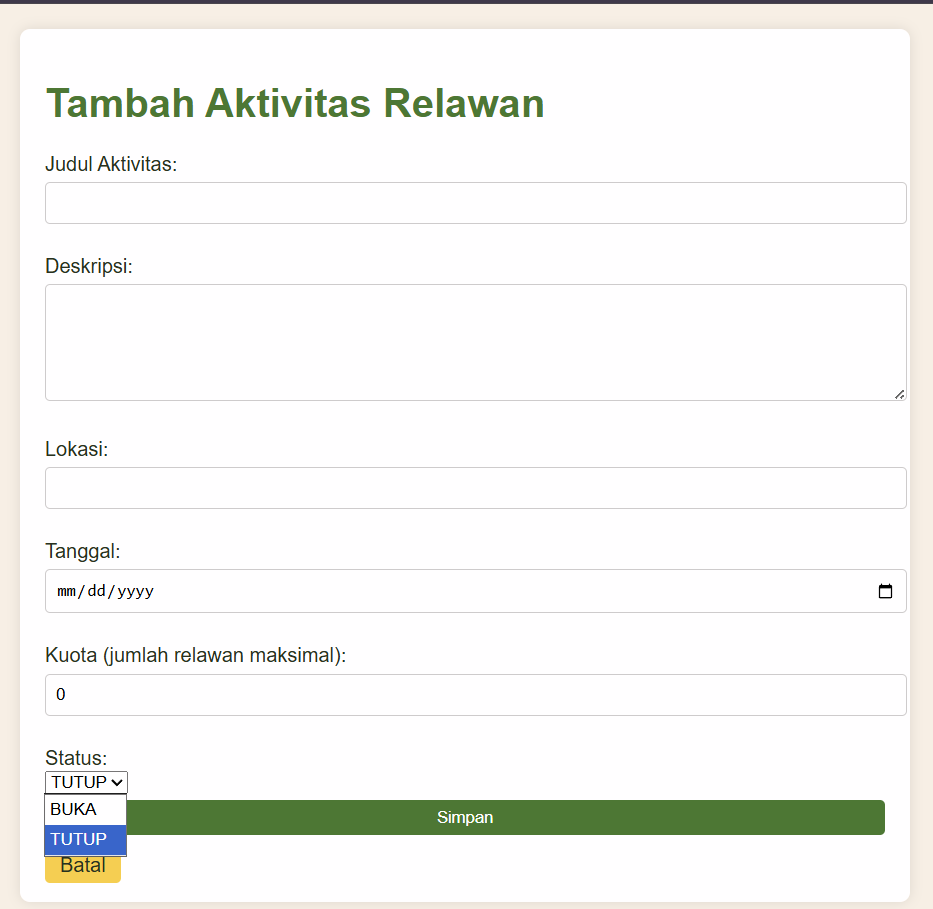 Tambah Aktivitas Relawan
Judul Aktivitas:
Deskripsi:
Lokasi:
Tanggal:
mm/dd/yyyy
Kuota (jumlah relawan maksimal):
0
Status:
TUTUP
BUKA
TUTUP
Simpan
Batal